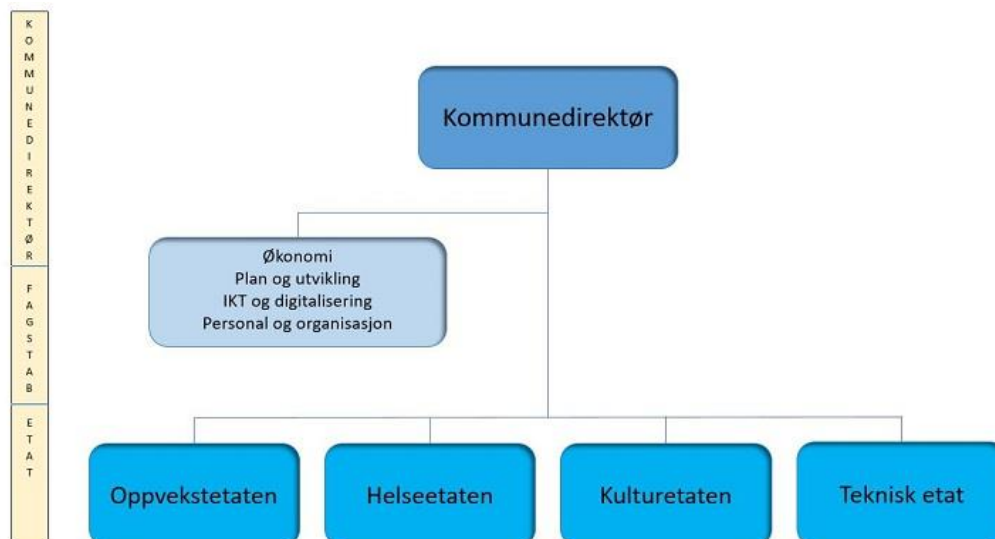 KOMMUNEDIREKTØR
Kommunedirektør
Økonomi
Plan og utvikling
IKT og digitalisering
Personal og organisasjon
FAGSTAB
ETAT
Oppvekstetaten
Helseetaten
Kulturetaten
Teknisk etat